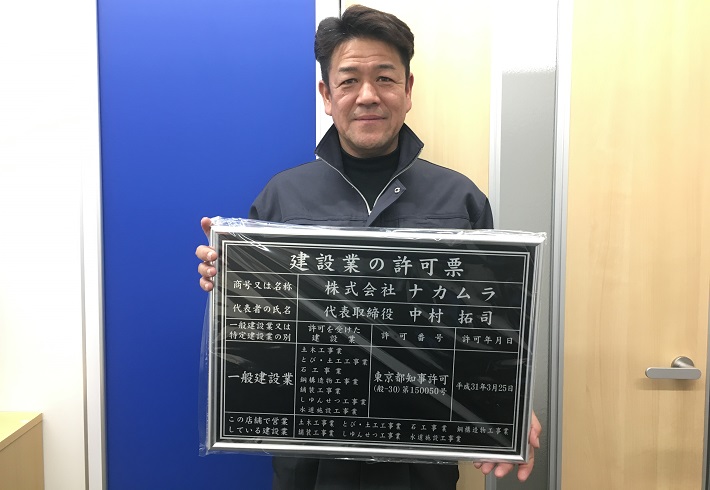 建設業の許可票
商号又は名称 株式会社 ナカムラ
代表者の氏名 代表取締役 中村 拓司
一般建設業又は
特定建設業の別
許可を受けた
建設業
許可番号
許可年月日
一般建設業
土木工事業
とび・土工工事業
石工事業
鋼構造物工事業
舗装工事業
しゆんせつ工事業
水道施設工事業
東京都知事許可
(般-30)第150050号
平成31年3月25日
この店舗で営業
している建設業
土木工事業 とび・土工工事業 石工事業 鋼構造物工事業
舗装工事業 しゆんせつ工事業 水道施設工事業